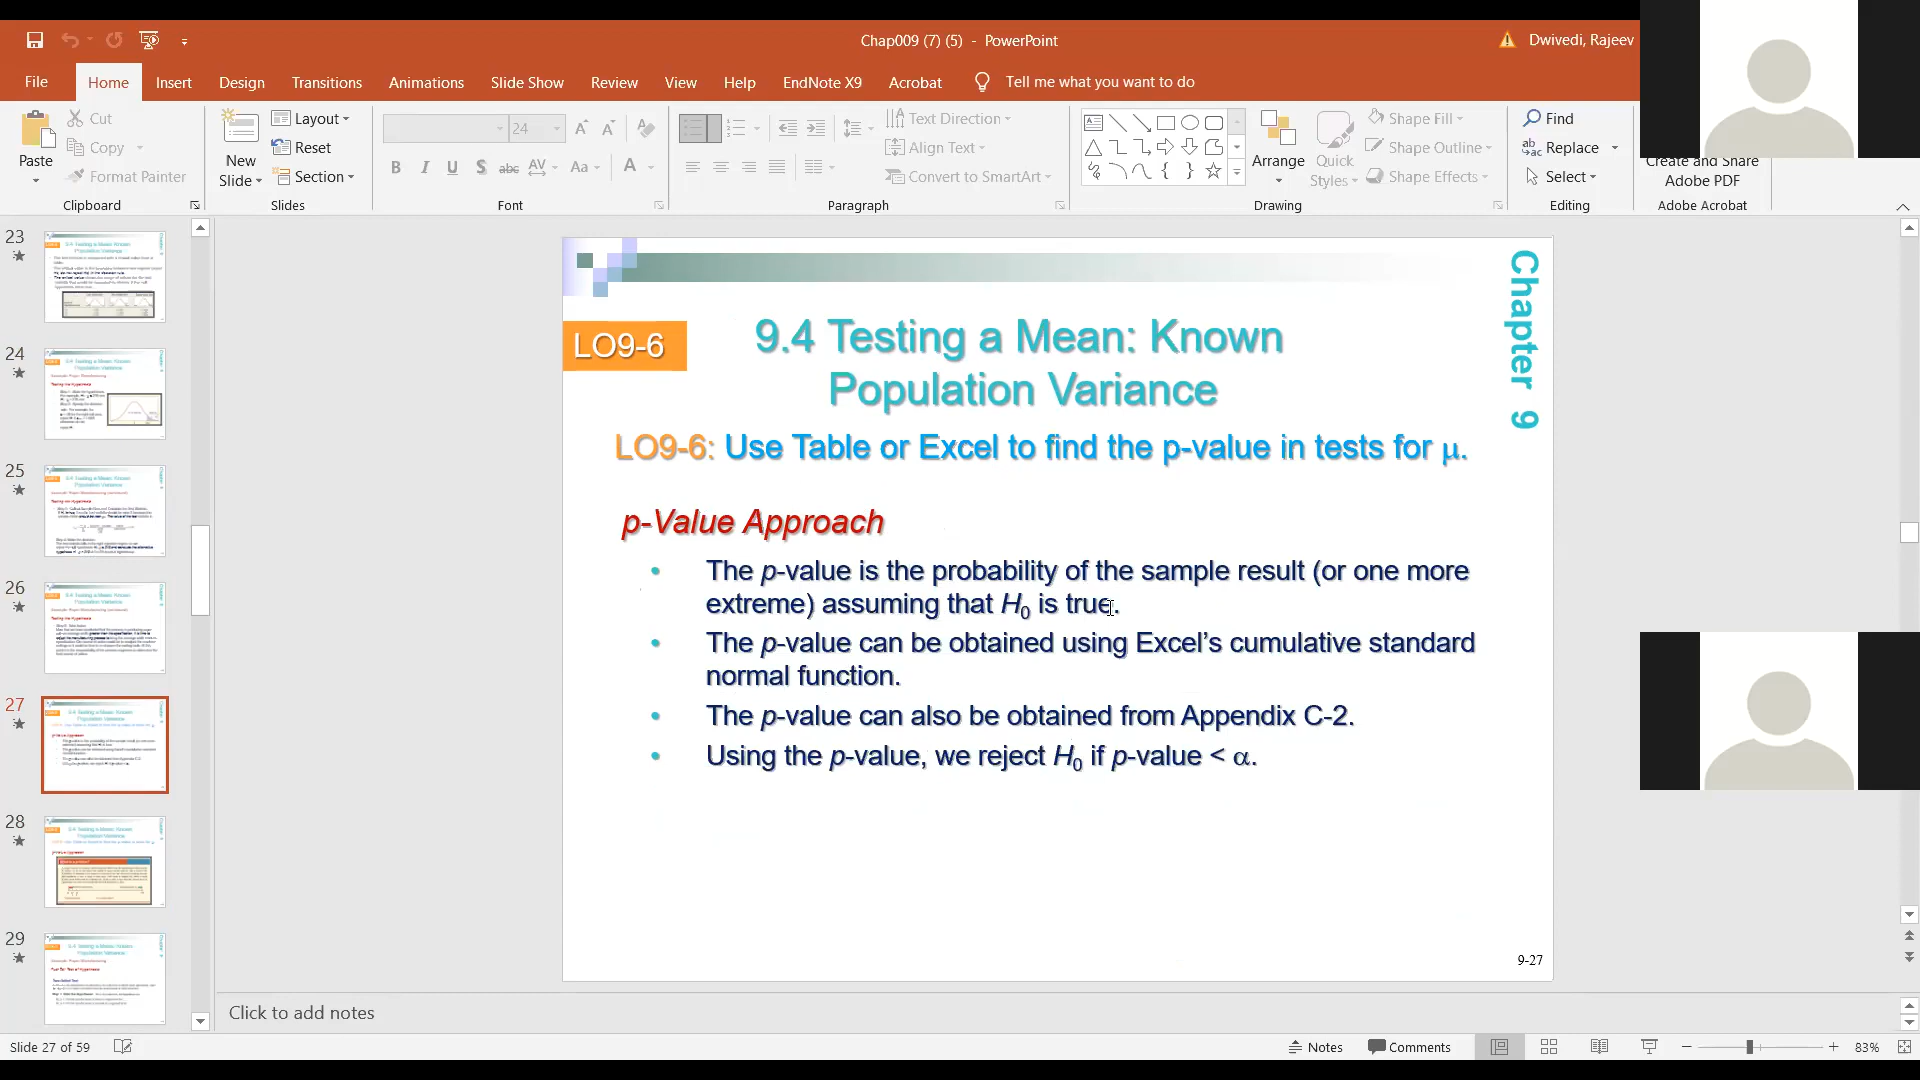 Chap009 (7) (5) - PowerPoint
Dwivedi, Rajeev
File Home Insert Design Transitions Animations Slide Show Review View Help EndNote X9 Acrobat Tell me what you want to do
Paste
Cut
Copy
Format Painter
Clipboard
New
Slide
Layout
Reset
Section
Slides
24
Font
Text Direction
Align Text
Convert to SmartArt
Paragraph
Arrange
Quick
Styles
Shape Fill
Shape Outline
Shape Effects
Drawing
Find
Replace
Select
Editing
Create and Share
Adobe PDF
Adobe Acrobat
23
24
25
26
27
28
29
Chapter 9
LO9-6
9.4 Testing a Mean: Known
Population Variance
LO9-6: Use Table or Excel to find the p-value in tests for μ.
p-Value Approach
• The p-value is the probability of the sample result (or one more
extreme) assuming that H0 is true.
• The p-value can be obtained using Excel’s cumulative standard
normal function.
• The p-value can also be obtained from Appendix C-2.
• Using the p-value, we reject H0 if p-value < α.
9-27
Click to add notes
Slide 27 of 59
Notes
Comments
83%